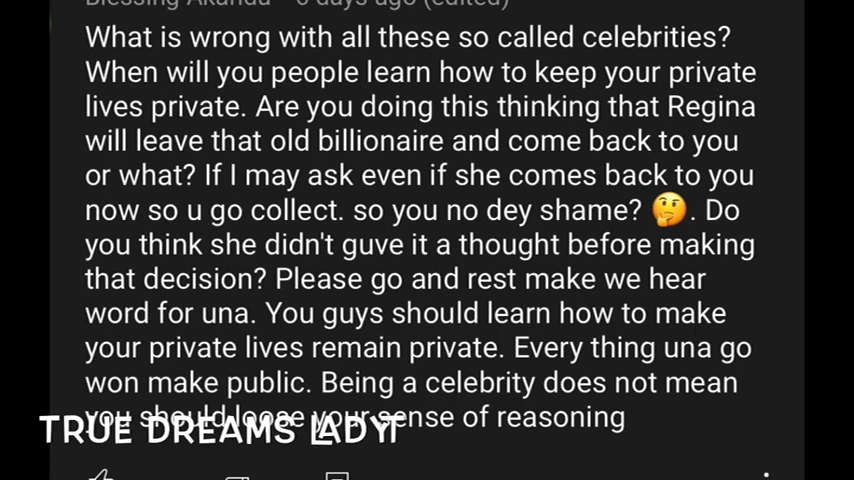 Blessing Akandu • 6 days ago (edited)
What is wrong with all these so called celebrities?
When will you people learn how to keep your private
lives private. Are you doing this thinking that Regina
will leave that old billionaire and come back to you
or what? If I may ask even if she comes back to you
now so u go collect. so you no dey shame? 🤔. Do
you think she didn't guve it a thought before making
that decision? Please go and rest make we hear
word for una. You guys should learn how to make
your private lives remain private. Every thing una go
won make public. Being a celebrity does not mean
you should loose your sense of reasoning
TRUE DREAMS LADY